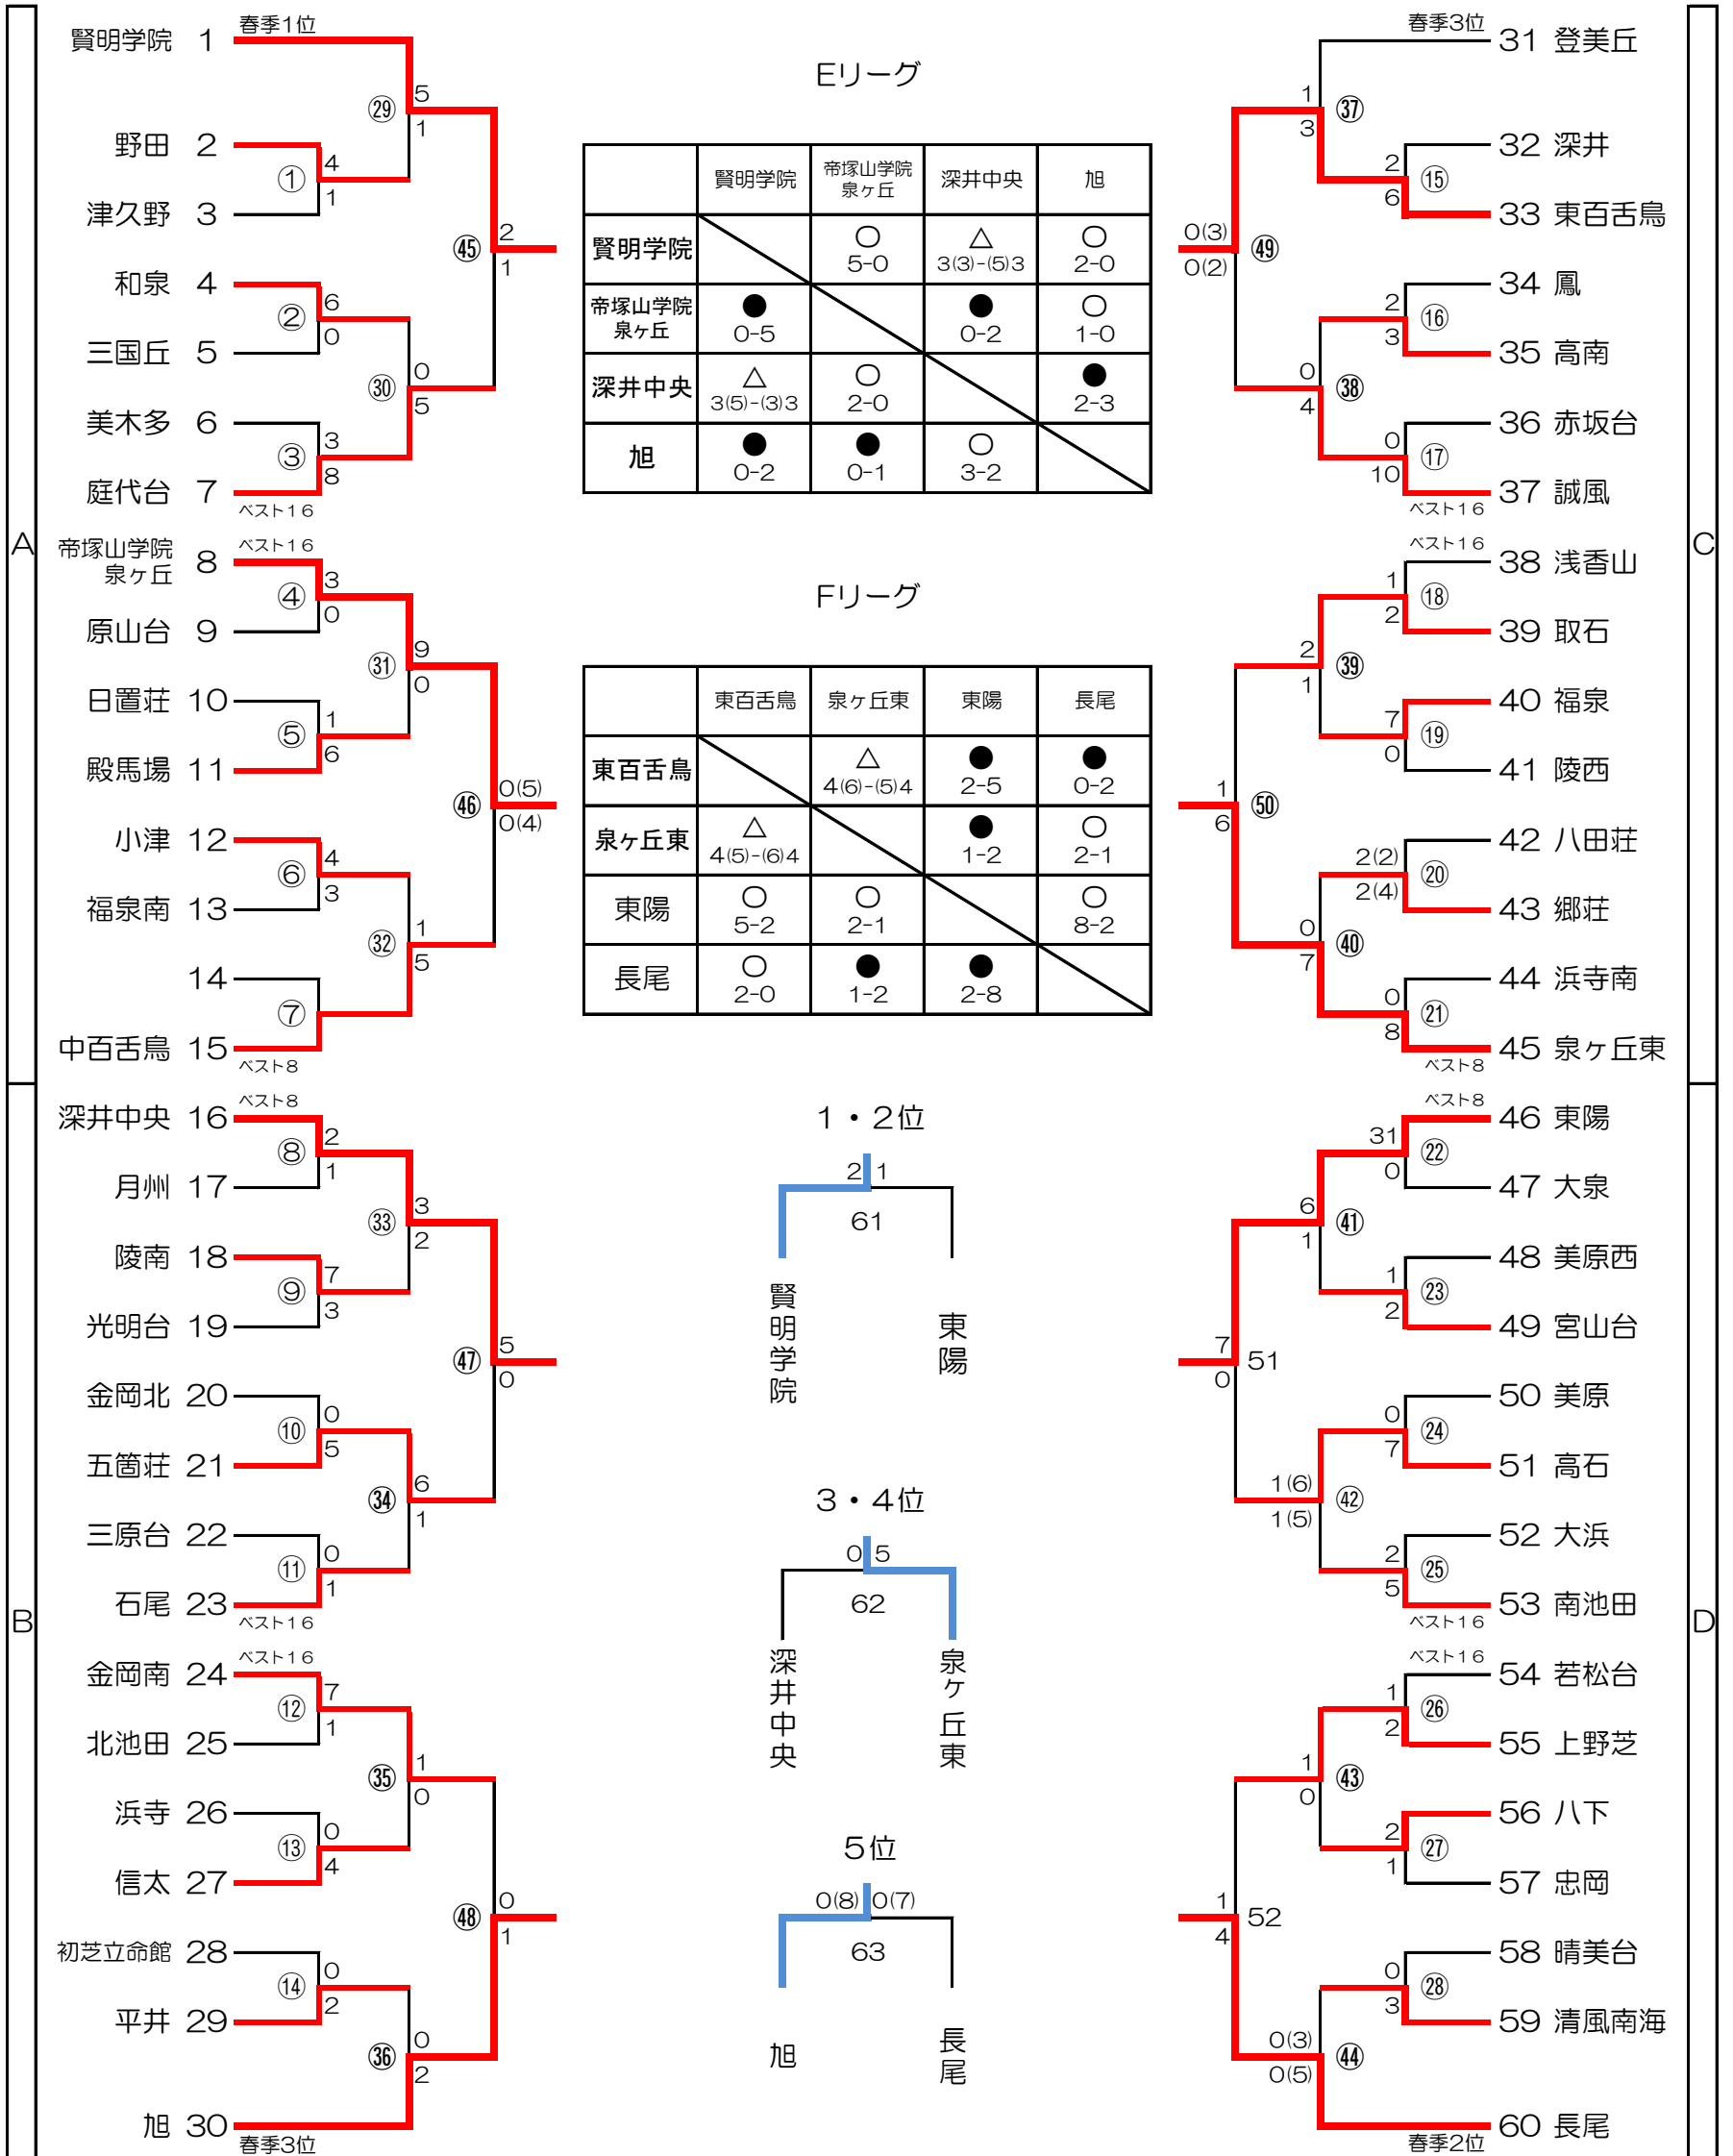 A
春季1位
賢明学院 1
野田 2
津久野 3
和泉 4
三国丘 5
美木多 6
庭代台 7
ベスト16
ベスト16
帝塚山学院
泉ヶ丘 8
原山台 9
日置荘 10
殿馬場 11
小津 12
福泉南 13
14
中百舌鳥 15
ベスト8
① 4 1
② 6 0
③ 3 8
④ 3 0
⑤ 1 6
⑥ 4 3
⑦
㉙ 5 1
㉚ 0 5
㉛ 9 0
㉜ 1 5
㊺ 2 1
㊻ 0(5) 0(4)
B
ベスト8
深井中央 16
月州 17
陵南 18
光明台 19
金岡北 20
五箇荘 21
三原台 22
石尾 23
ベスト16
ベスト16
金岡南 24
北池田 25
浜寺 26
信太 27
初芝立命館 28
平井 29
旭 30
春季3位
⑧ 2 1
⑨ 7 3
⑩ 0 5
⑪ 0 1
⑫ 7 1
⑬ 0 4
⑭ 0 2
㉝ 3 2
㉞ 6 1
㉟ 1 0
㊱ 0 2
㊼ 5 0
㊽ 0 1
Eリーグ
賢明学院 帝塚山学院泉ヶ丘 深井中央 旭
賢明学院 ○ 5-0 △ 3(3)-(5)3 ○ 2-0
帝塚山学院泉ヶ丘 ● 0-5 ● 0-2 ○ 1-0
深井中央 △ 3(5)-(3)3 ○ 2-0 ● 2-3
旭 ● 0-2 ● 0-1 ○ 3-2
Fリーグ
東百舌鳥 泉ヶ丘東 東陽 長尾
東百舌鳥 △ 4(6)-(5)4 ● 2-5 ● 0-2
泉ヶ丘東 △ 4(5)-(6)4 ● 1-2 ○ 2-1
東陽 ○ 5-2 ○ 2-1 ○ 8-2
長尾 ○ 2-0 ● 1-2 ● 2-8
1・2位
2 1
61
賢明学院
東陽
3・4位
0 5
62
深井中央
泉ヶ丘東
5位
0(8) 0(7)
63
旭
長尾
C
春季3位
31 登美丘
32 深井
33 東百舌鳥
34 鳳
35 高南
36 赤坂台
37 誠風
ベスト16
ベスト16
38 浅香山
39 取石
40 福泉
41 陵西
42 八田荘
43 郷荘
44 浜寺南
45 泉ヶ丘東
ベスト8
2 6 ⑮
2 3 ⑯
0 10 ⑰
1 2 ⑱
7 0 ⑲
2(2) 2(4) ⑳
0 8 ㉑
1 3 ㊲
0 4 ㊳
2 1 ㊴
0 7 ㊵
0(3) 0(2) ㊾
1 6 ㊿
D
ベスト8
46 東陽
47 大泉
48 美原西
49 宮山台
50 美原
51 高石
52 大浜
53 南池田
ベスト16
ベスト16
54 若松台
55 上野芝
56 八下
57 忠岡
58 晴美台
59 清風南海
60 長尾
春季2位
31 0 ㉒
1 2 ㉓
0 7 ㉔
2 5 ㉕
1 2 ㉖
2 1 ㉗
0 3 ㉘
6 1 ㊶
1(6) 1(5) ㊷
1 0 ㊸
0(3) 0(5) ㊹
7 0 51
1 4 52